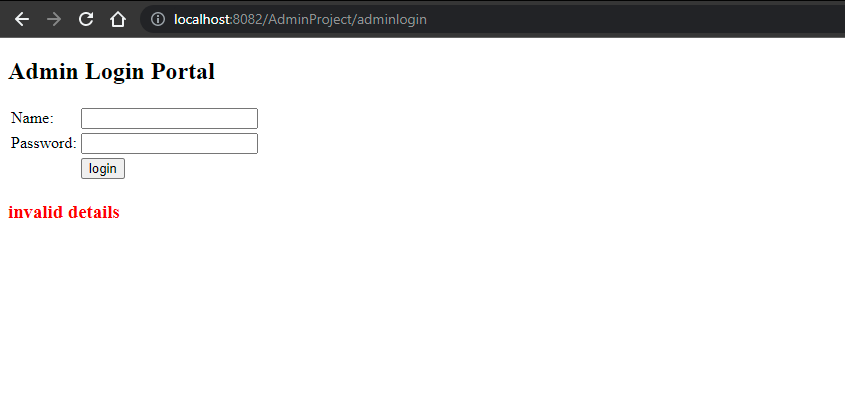 localhost:8082/AdminProject/adminlogin
Admin Login Portal
Name:
Password:
login
invalid details